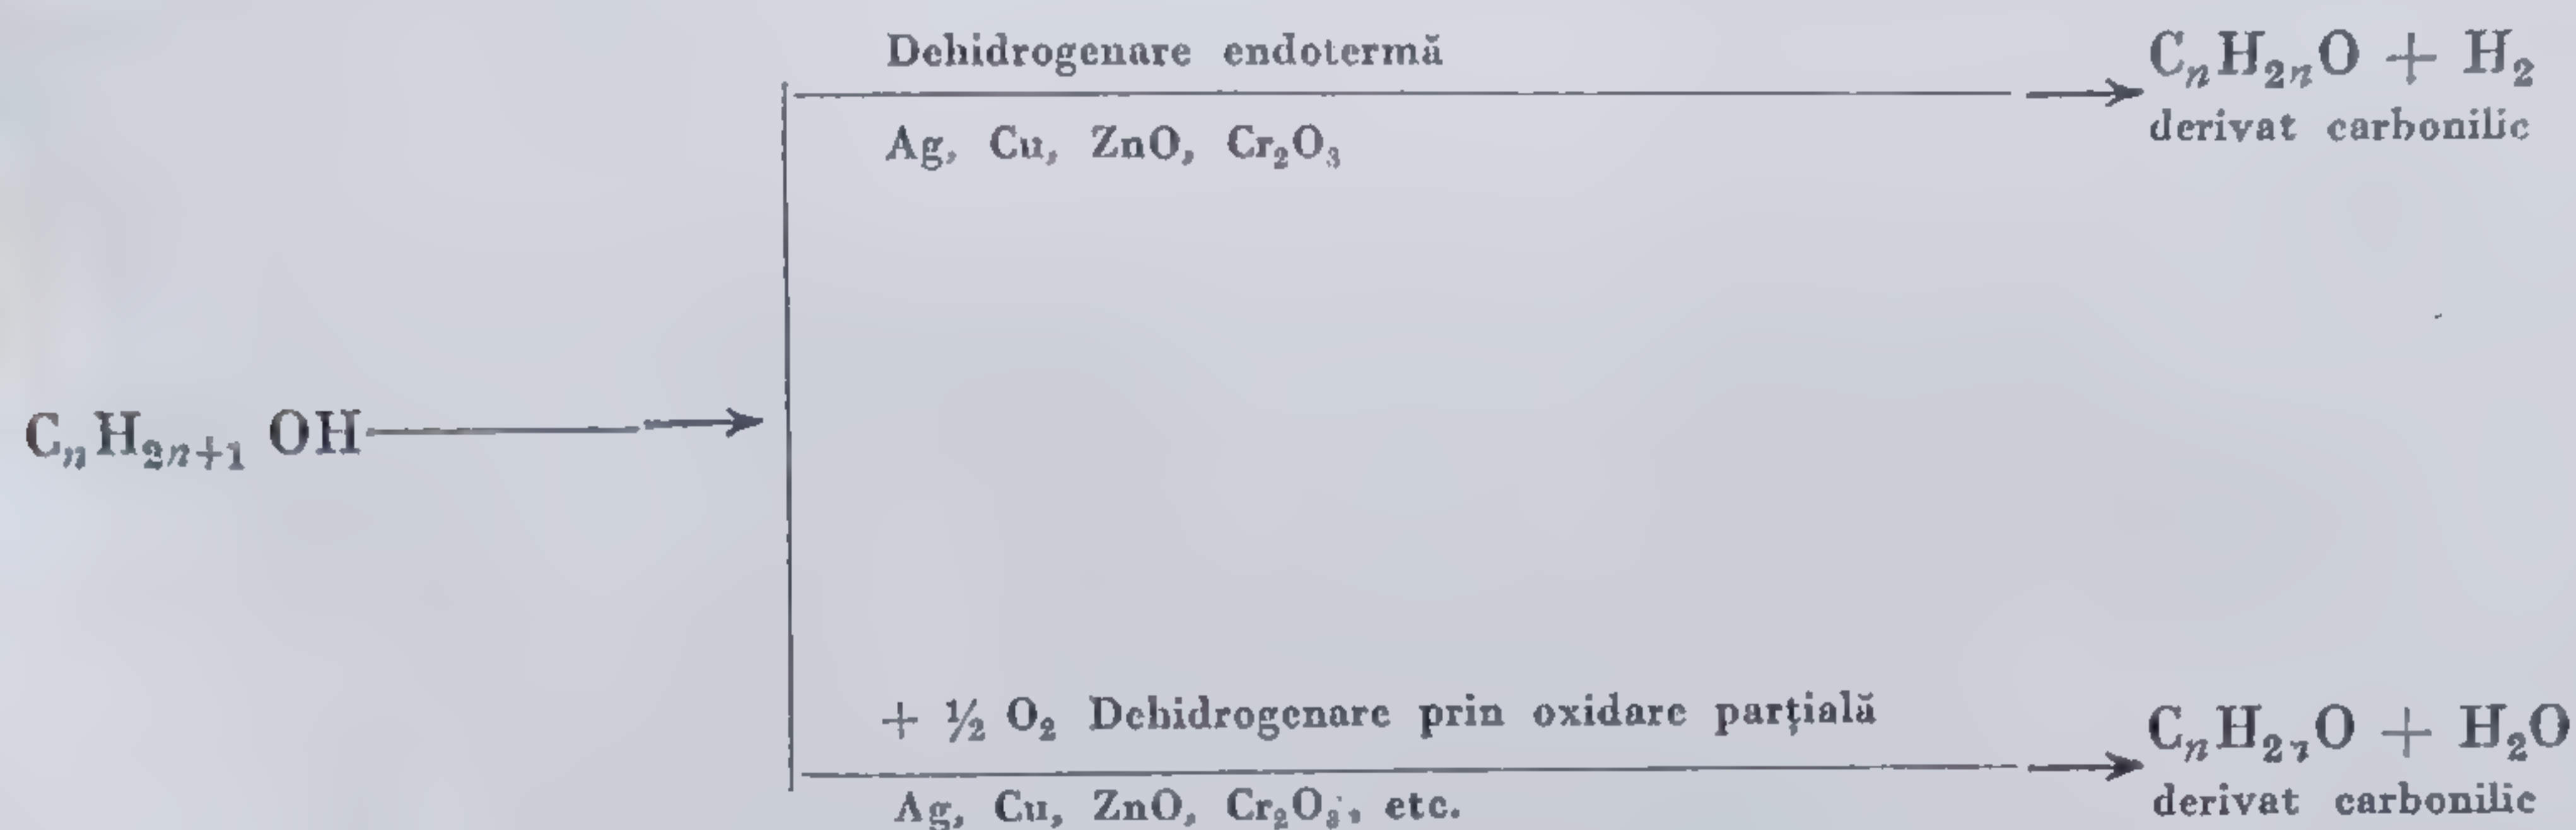 Dehidrogenare endotermă
CₙH₂ₙO + H₂
Ag, Cu, ZnO, Cr₂O₃
derivat carbonilic
CₙH₂ₙ₊₁ OH
+ ½ O₂ Dehidrogenare prin oxidare parțială
CₙH₂ₙO + H₂O
Ag, Cu, ZnO, Cr₂O₃, etc.
derivat carbonilic